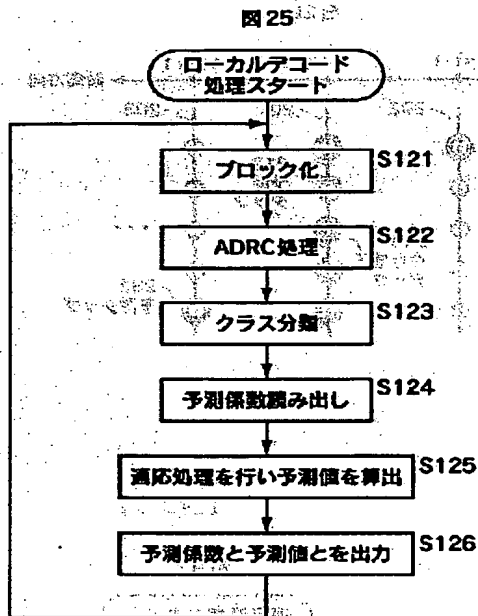 図25
ローカルデコード
処理スタート
ブロック化
S121
ADRC処理
S122
クラス分類
S123
予測係数読み出し
S124
適応処理を行い予測値を算出
S125
予測係数と予測値とを出力
S126